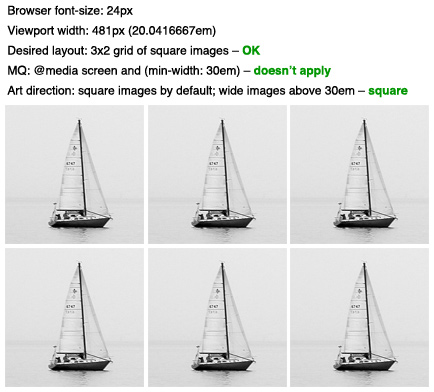 Browser font-size: 24px
Viewport width: 481px (20.0416667em)
Desired layout: 3x2 grid of square images – OK
MQ: @media screen and (min-width: 30em) – doesn’t apply
Art direction: square images by default; wide images above 30em – square